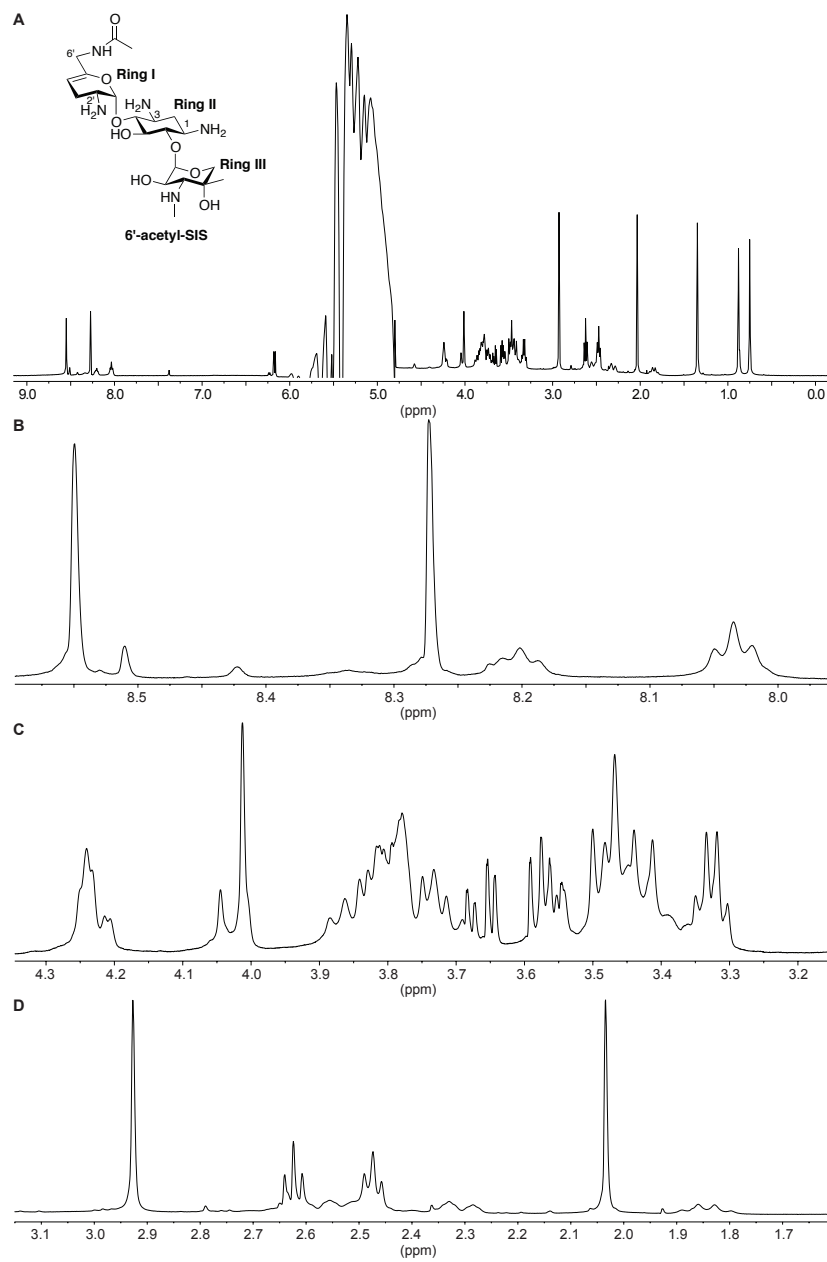 A
O
6'
NH
Ring I
O
2'
H₂N
H₂N
3
Ring II
1
NH₂
O
HO
O
O
Ring III
HO
HN
OH
6'-acetyl-SIS
9.0 8.0 7.0 6.0 5.0 4.0 3.0 2.0 1.0 0.0
(ppm)
B
8.5 8.4 8.3 8.2 8.1 8.0
(ppm)
C
4.3 4.2 4.1 4.0 3.9 3.8 3.7 3.6 3.5 3.4 3.3 3.2
(ppm)
D
3.1 3.0 2.9 2.8 2.7 2.6 2.5 2.4 2.3 2.2 2.1 2.0 1.9 1.8 1.7
(ppm)